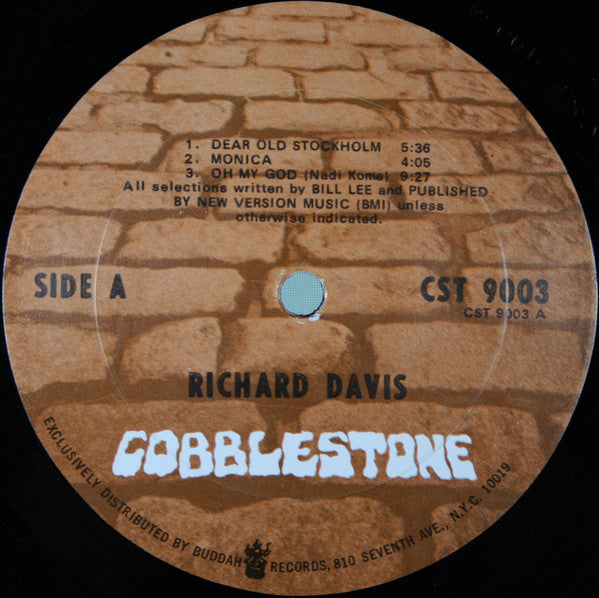 1. DEAR OLD STOCKHOLM 5:36
2. MONICA 4:05
3. OH MY GOD (Nadi Koma) 9:27
All selections written by BILL LEE and PUBLISHED
BY NEW VERSION MUSIC (BMI) unless
otherwise indicated.
SIDE A
CST 9003
CST 9003 A
RICHARD DAVIS
COBBLESTONE
EXCLUSIVELY DISTRIBUTED BY BUDDAH RECORDS, 810 SEVENTH AVE., N.Y.C. 10019